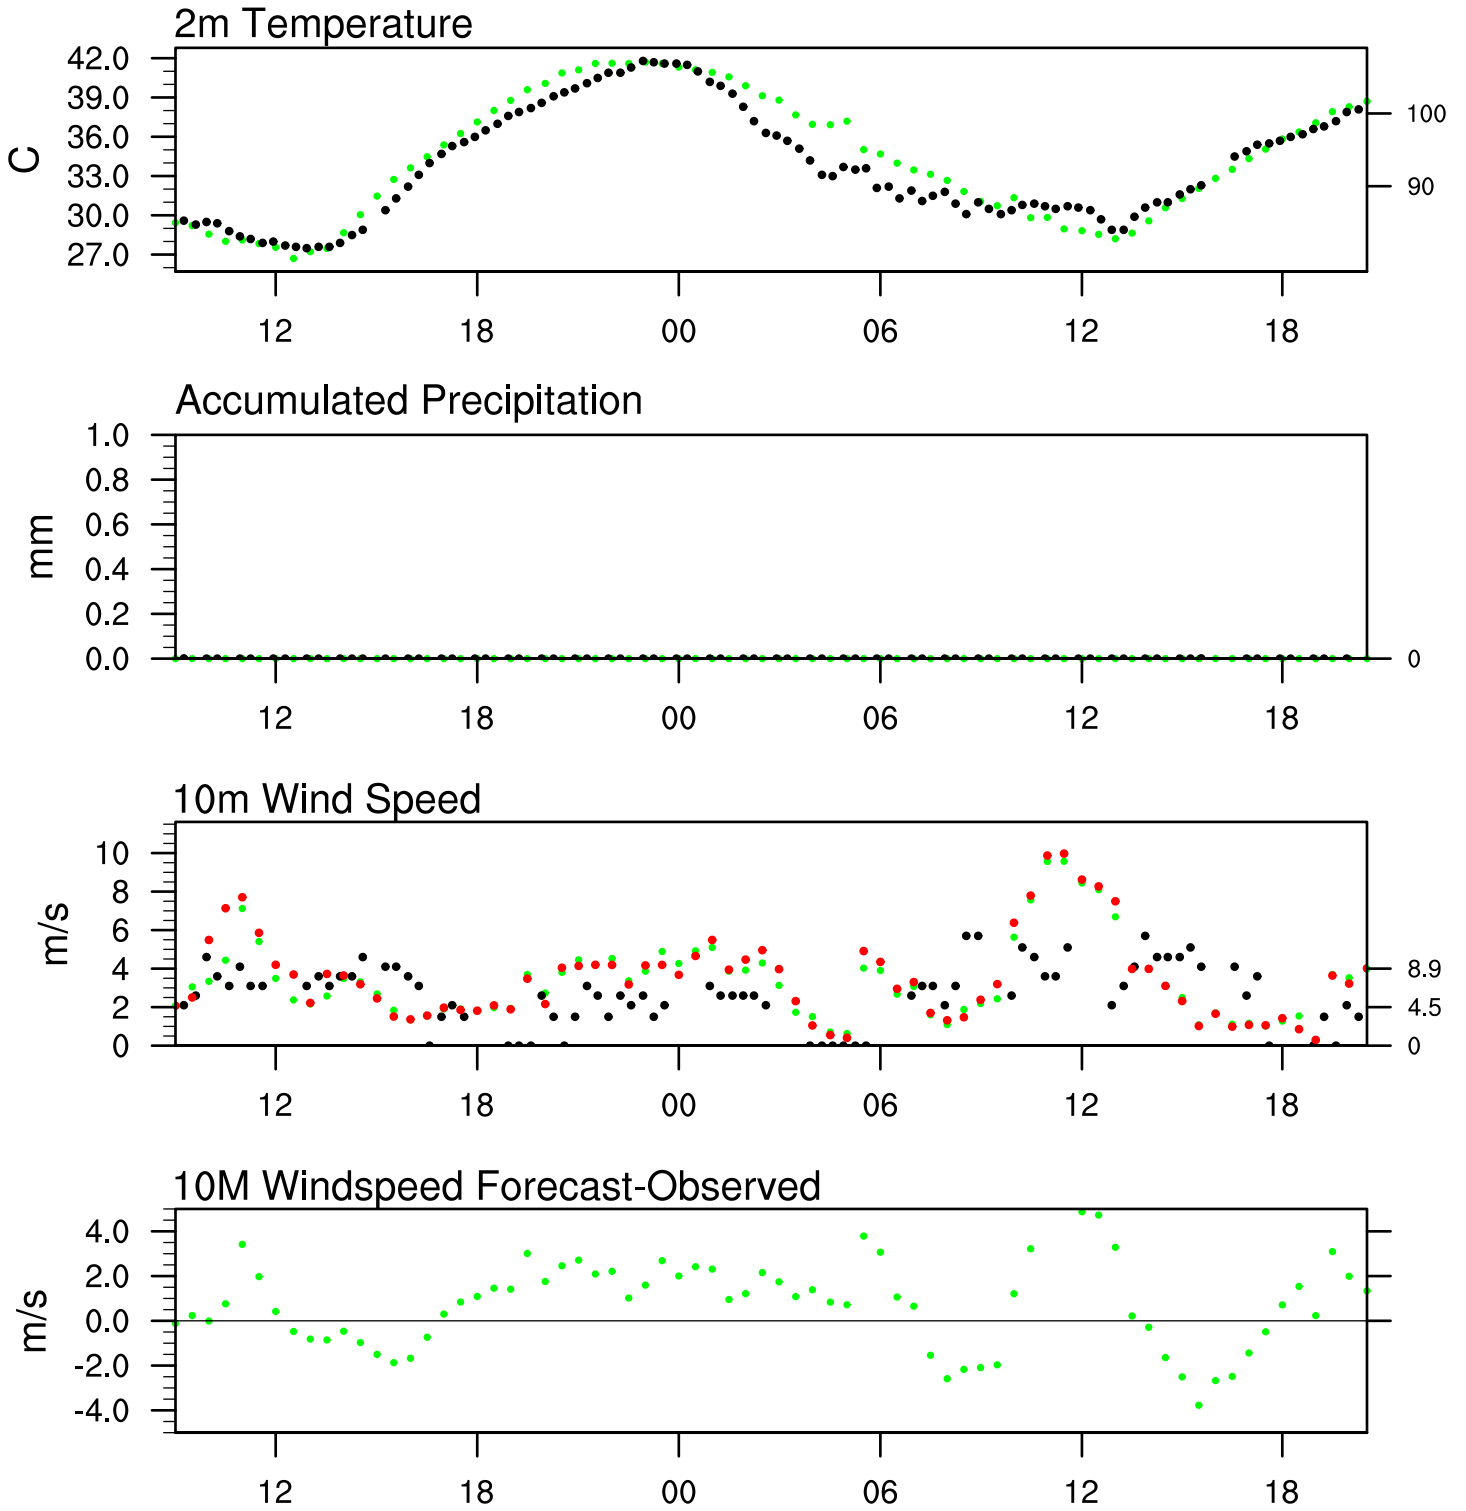 2m Temperature
42.0
39.0
36.0
33.0
30.0
27.0
C
100
90
12 18 00 06 12 18
Accumulated Precipitation
1.0
0.8
0.6
0.4
0.2
0.0
mm
0
12 18 00 06 12 18
10m Wind Speed
10
8
6
4
2
0
m/s
8.9
4.5
0
12 18 00 06 12 18
10M Windspeed Forecast-Observed
4.0
2.0
0.0
-2.0
-4.0
m/s
12 18 00 06 12 18